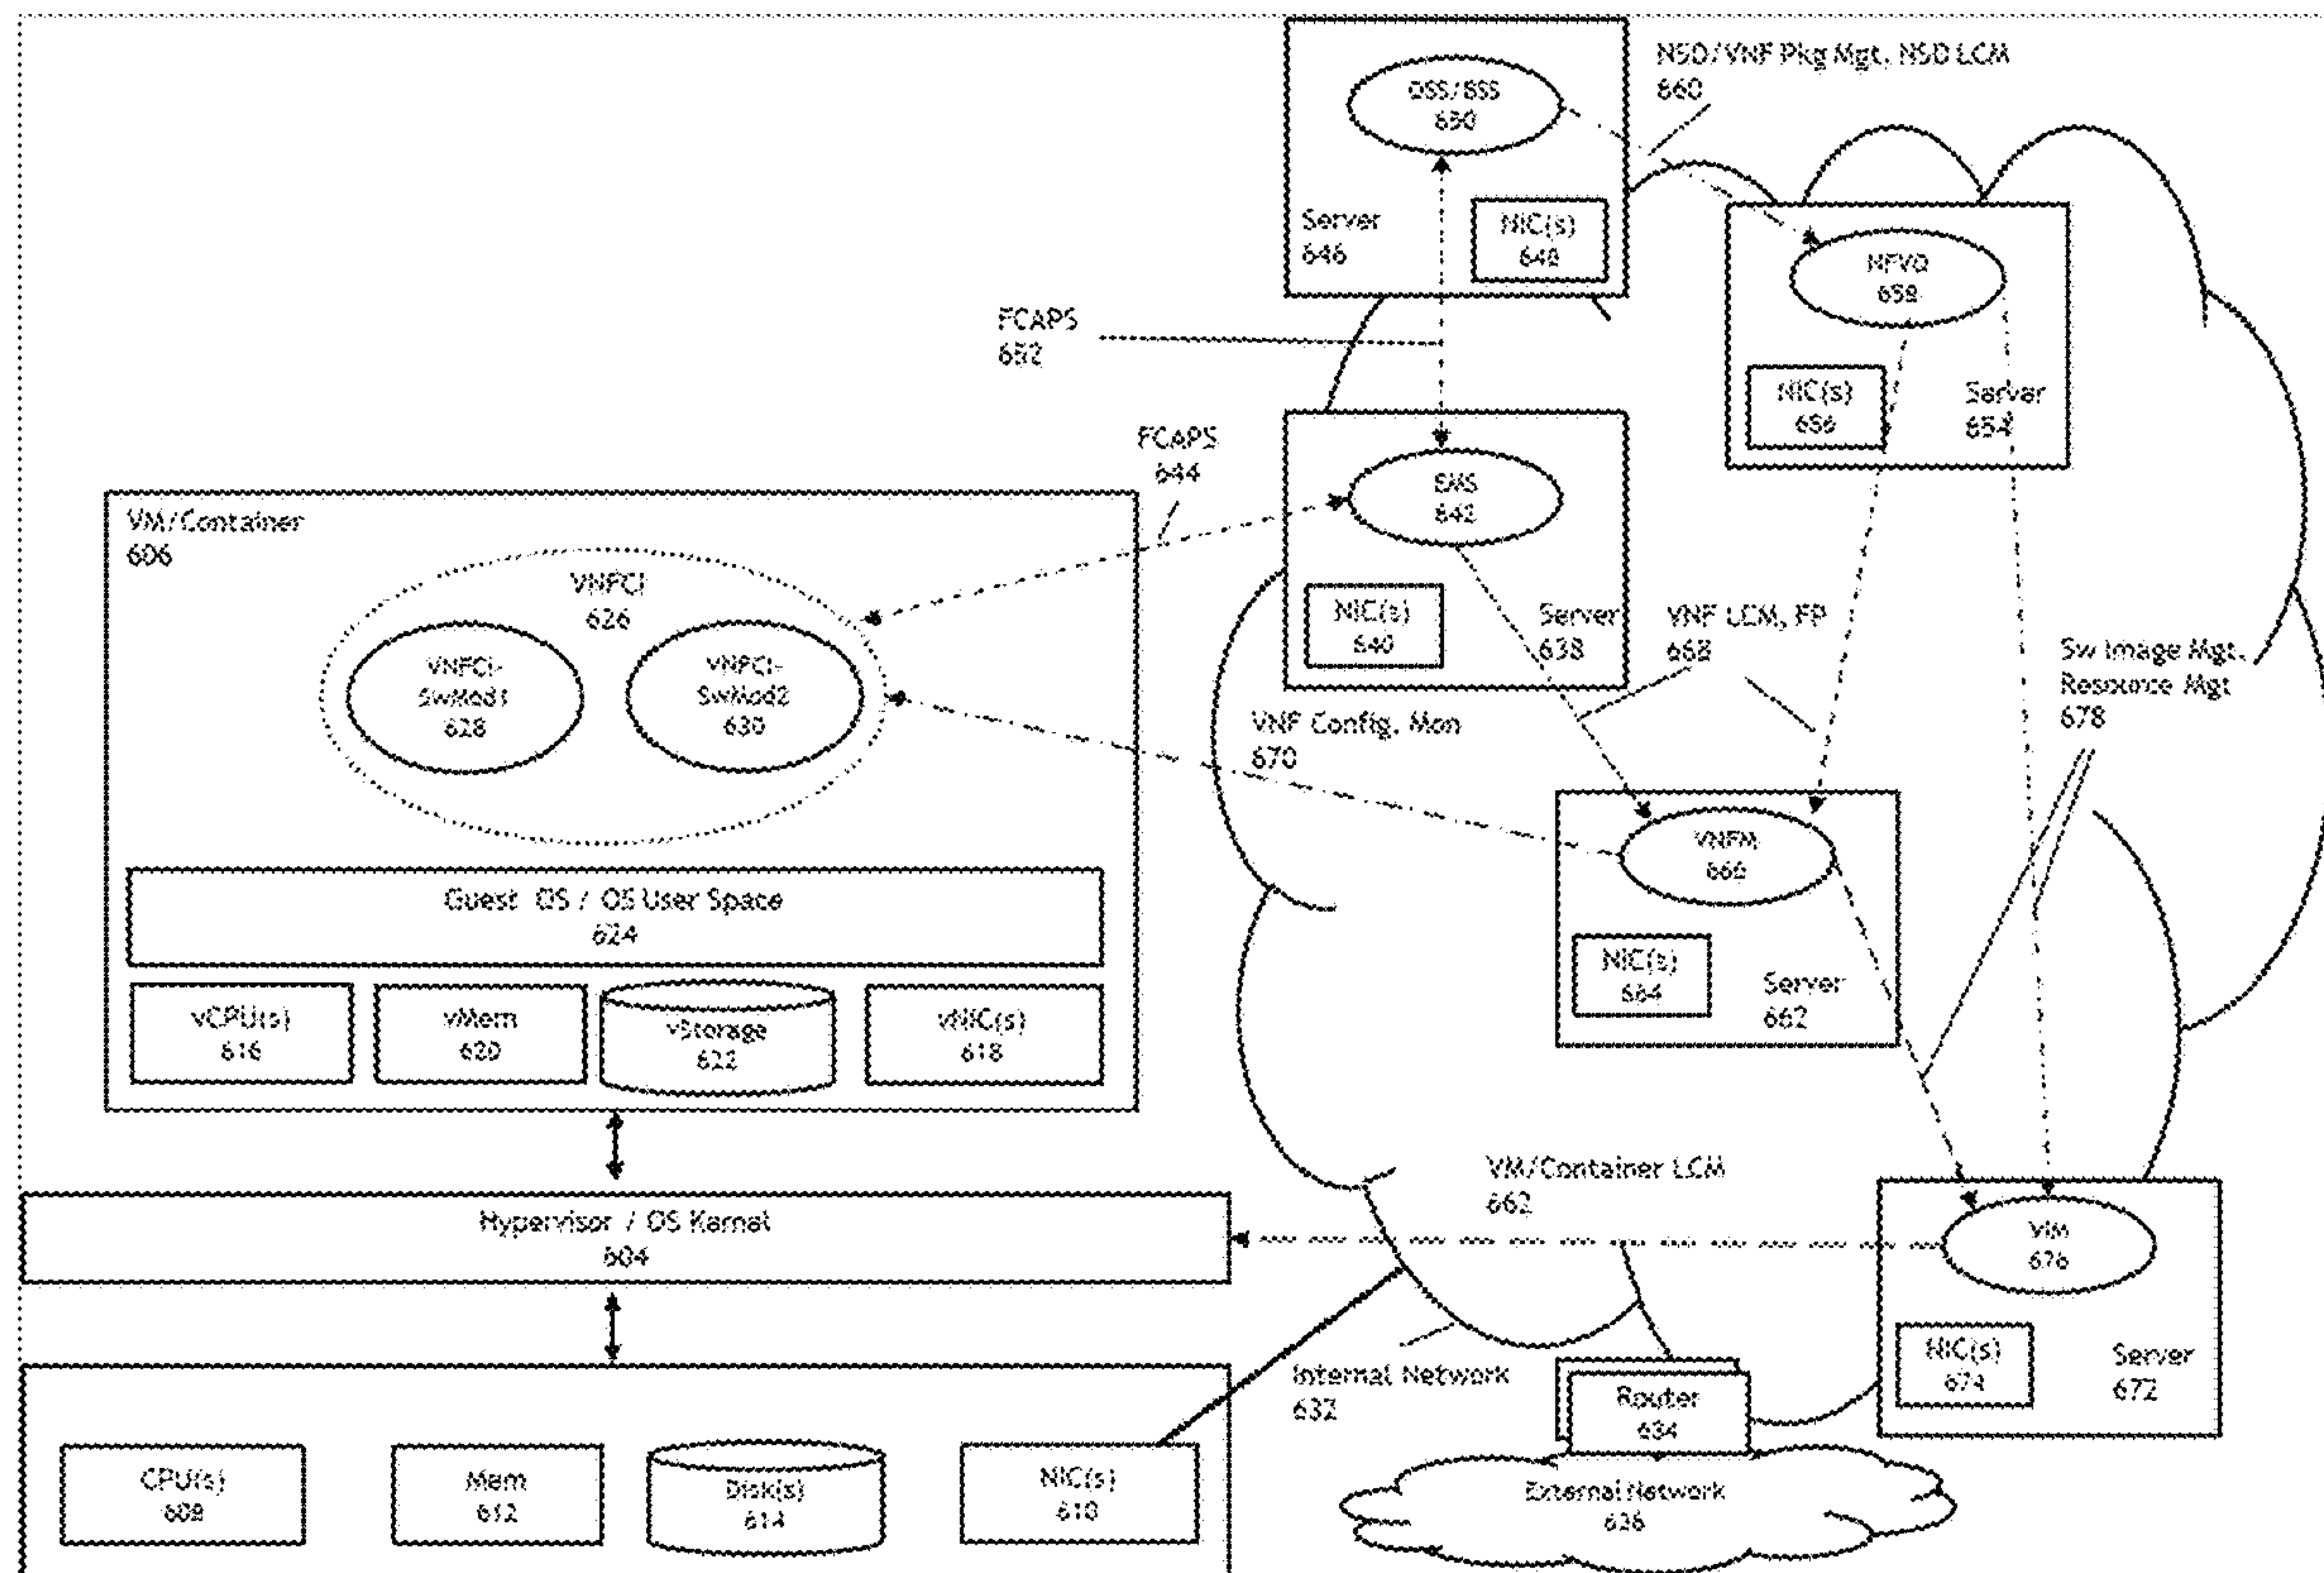 OSS/BSS
650
Server
646
NIC(s)
648
NSD/VNF Pkg Mgt, NSD LCM
660
NFVO
658
NIC(s)
656
Server
654
FCAPS
652
FCAPS
644
EMS
642
NIC(s)
640
Server
638
VNF LCM, FP
668
Sw Image Mgt,
Resource Mgt
678
VM/Container
606
VNFCI
626
VNFCI-
SwMod1
628
VNFCI-
SwMod2
630
VNF Config, Mon
670
VNFM
666
NIC(s)
664
Server
662
Guest OS / OS User Space
624
vCPU(s)
616
vMem
620
vStorage
622
vNIC(s)
618
VM/Container LCM
662
Hypervisor / OS Kernal
604
VIM
676
NIC(s)
674
Server
672
Internal Network
632
Router
634
External Network
636
CPU(s)
608
Mem
612
Disk(s)
614
NIC(s)
610